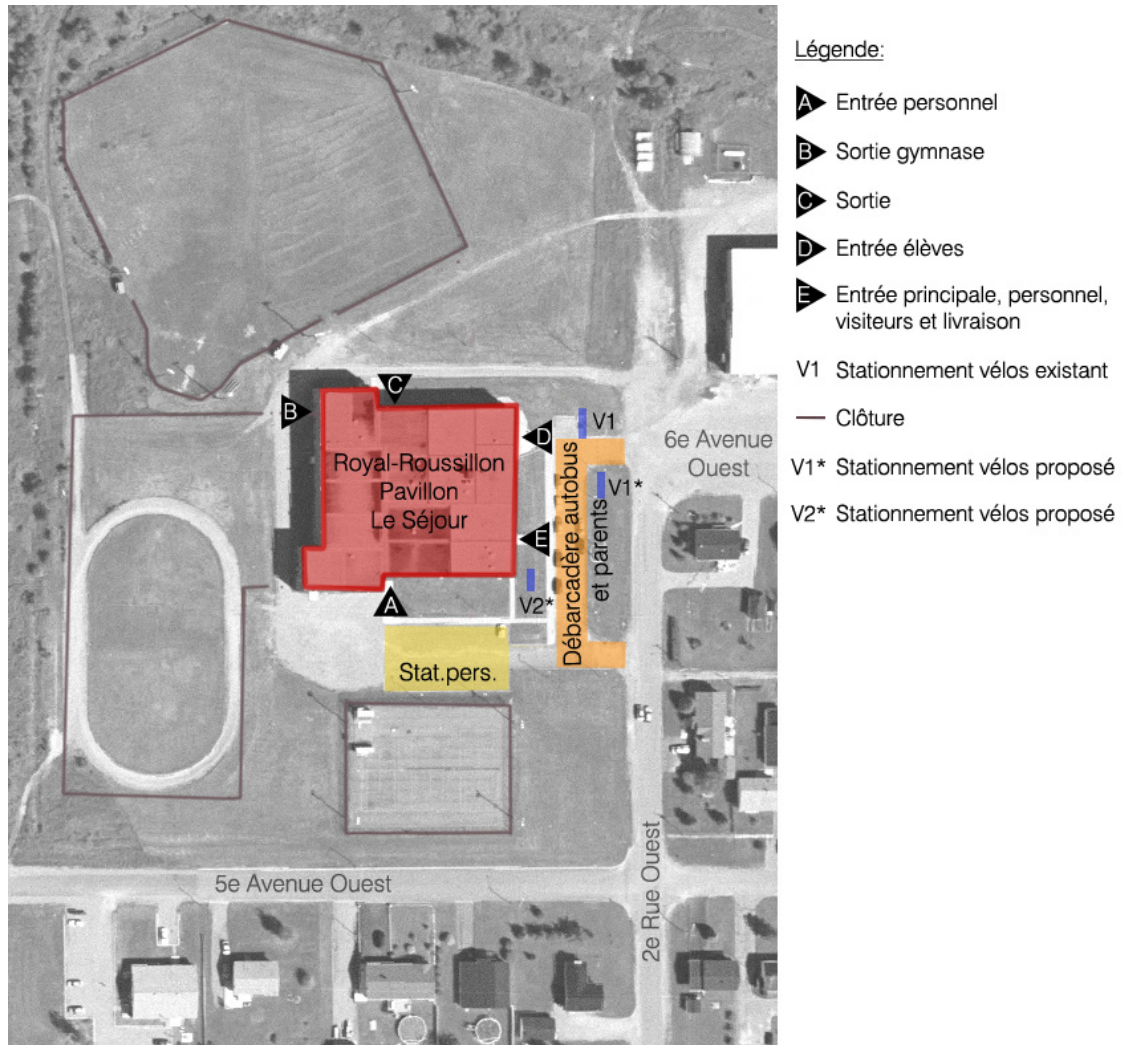 Légende:
A Entrée personnel
B Sortie gymnase
C Sortie
D Entrée élèves
E Entrée principale, personnel,
visiteurs et livraison
V1 Stationnement vélos existant
Clôture
V1* Stationnement vélos proposé
V2* Stationnement vélos proposé
C
B
V1
D
6e Avenue
Ouest
Royal-Roussillon
Pavillon
Le Séjour
V1*
E
Débarcadère autobus
et parents
V2*
A
Stat.pers.
5e Avenue Ouest
2e Rue Ouest